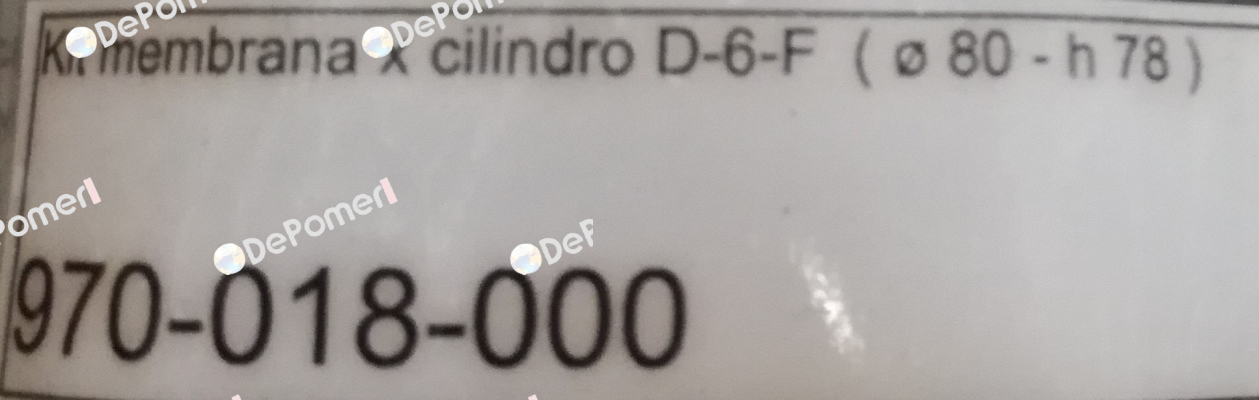 Kit membrana x cilindro D-6-F ( ø 80 - h 78 )
970-018-000